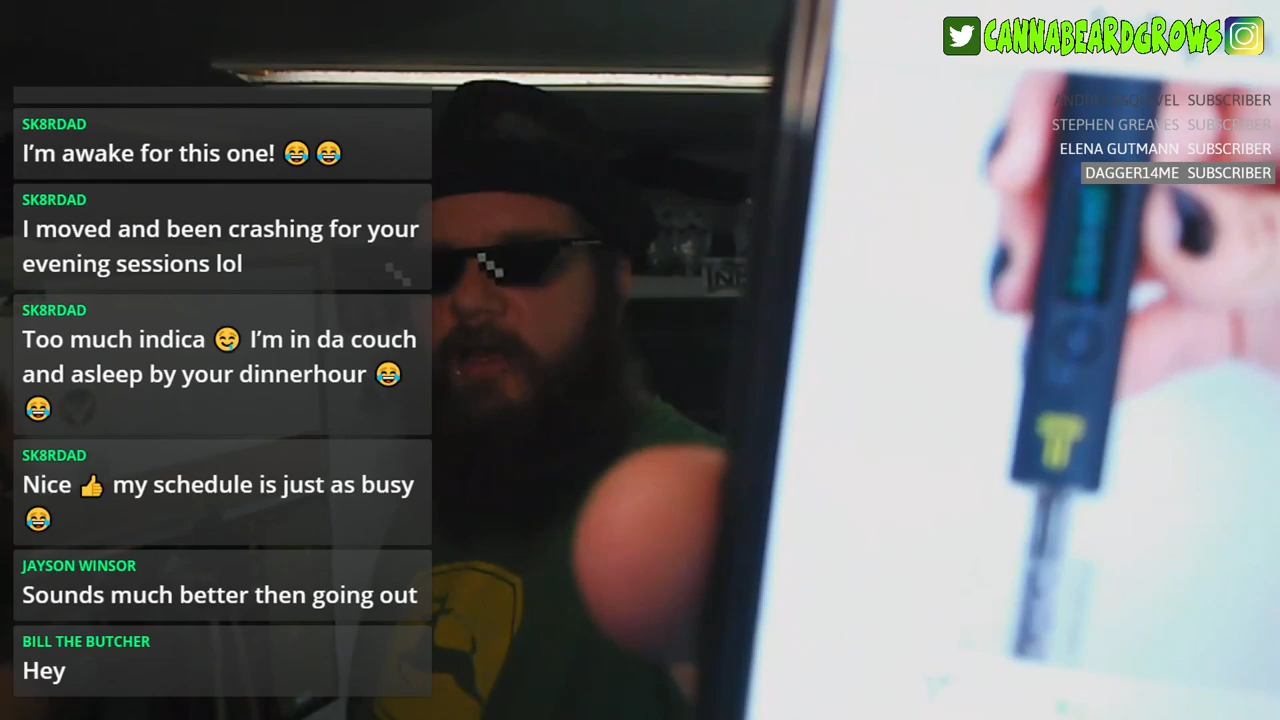 CANNABEARDGROWS
SUBSCRIBER
STEPHEN GREAVES SUBSCRIBER
ELENA GUTMANN SUBSCRIBER
DAGGER14ME SUBSCRIBER
SK8RDAD
I’m awake for this one! 😂 😂
SK8RDAD
I moved and been crashing for your
evening sessions lol
SK8RDAD
Too much indica 🤤 I’m in da couch
and asleep by your dinnerhour 😂
😂
SK8RDAD
Nice 👍 my schedule is just as busy
😂
JAYSON WINSOR
Sounds much better then going out
BILL THE BUTCHER
Hey